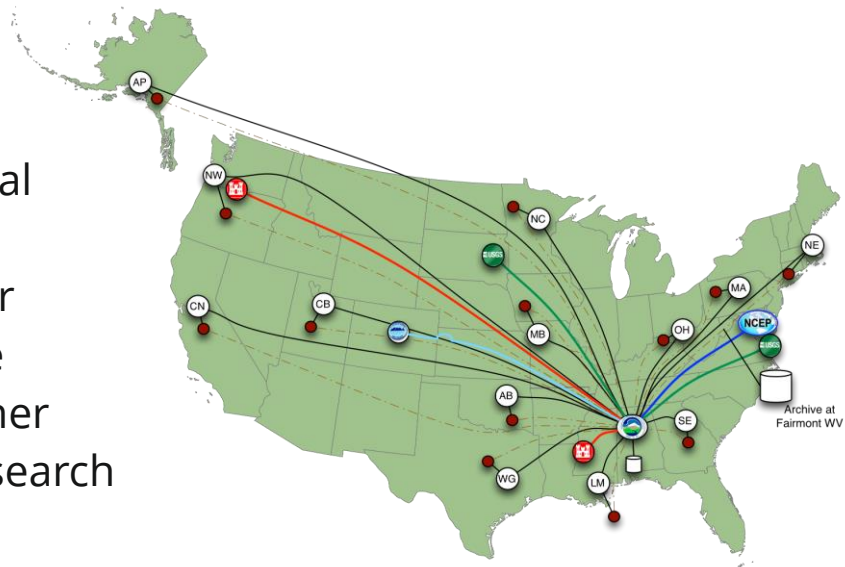 al
r
e
ner
search
AP
NW
NC
USGS
NE
MA
CN
CB
NCEP
OH
MB
USGS
AB
Archive at
Fairmont WV
SE
WG
LM